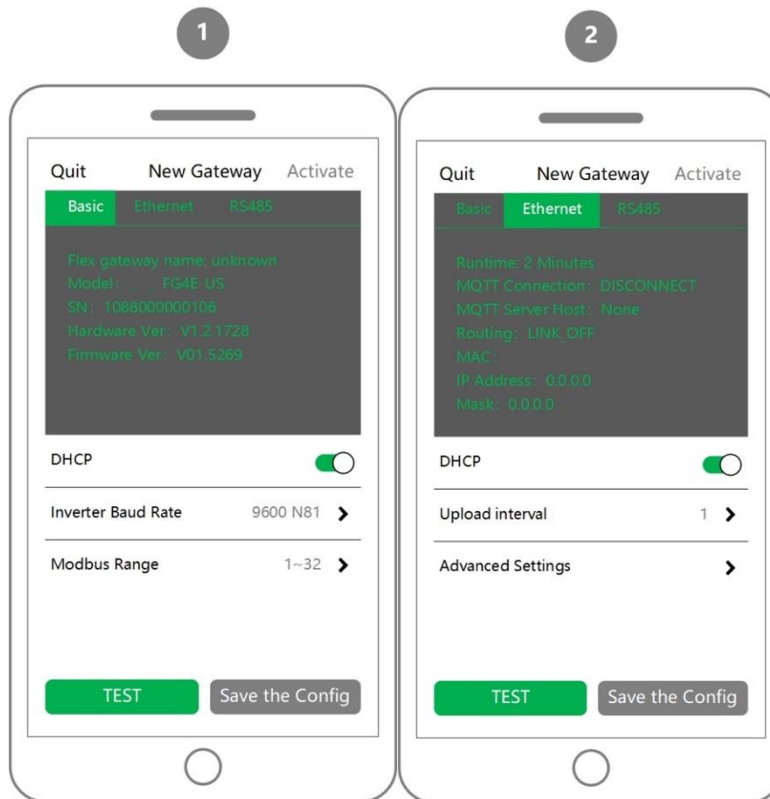 1
Quit New Gateway Activate
Basic Ethernet RS485
Flex gateway name: unknown
Model: FG4E-US
SN: 1088000000106
Hardware Ver: V1.2.1728
Firmware Ver: V01.5269
DHCP
Inverter Baud Rate 9600 N81
Modbus Range 1~32
TEST Save the Config
2
Quit New Gateway Activate
Basic Ethernet RS485
Runtime: 2 Minutes
MQTT Connection: DISCONNECT
MQTT Server Host: None
Routing: LINK_OFF
MAC:
IP Address: 0.0.0.0
Mask: 0.0.0.0
DHCP
Upload interval 1
Advanced Settings
TEST Save the Config